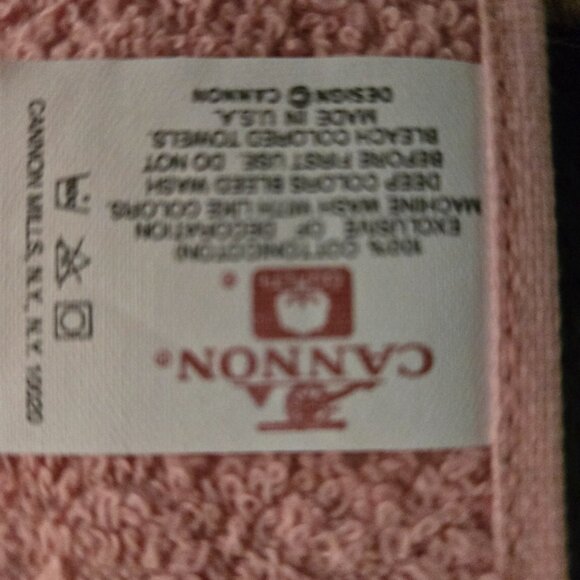 CANNON®
COTTON
®
100% COTTON/COTON
EXCLUSIVE OF DECORATION
MACHINE WASH WITH LIKE COLORS.
DEEP COLORS BLEED WASH
BEFORE FIRST USE. DO NOT
BLEACH COLORED TOWELS.
MADE IN U.S.A.
DESIGN © CANNON
CANNON MILLS, N.Y., N.Y. 10020